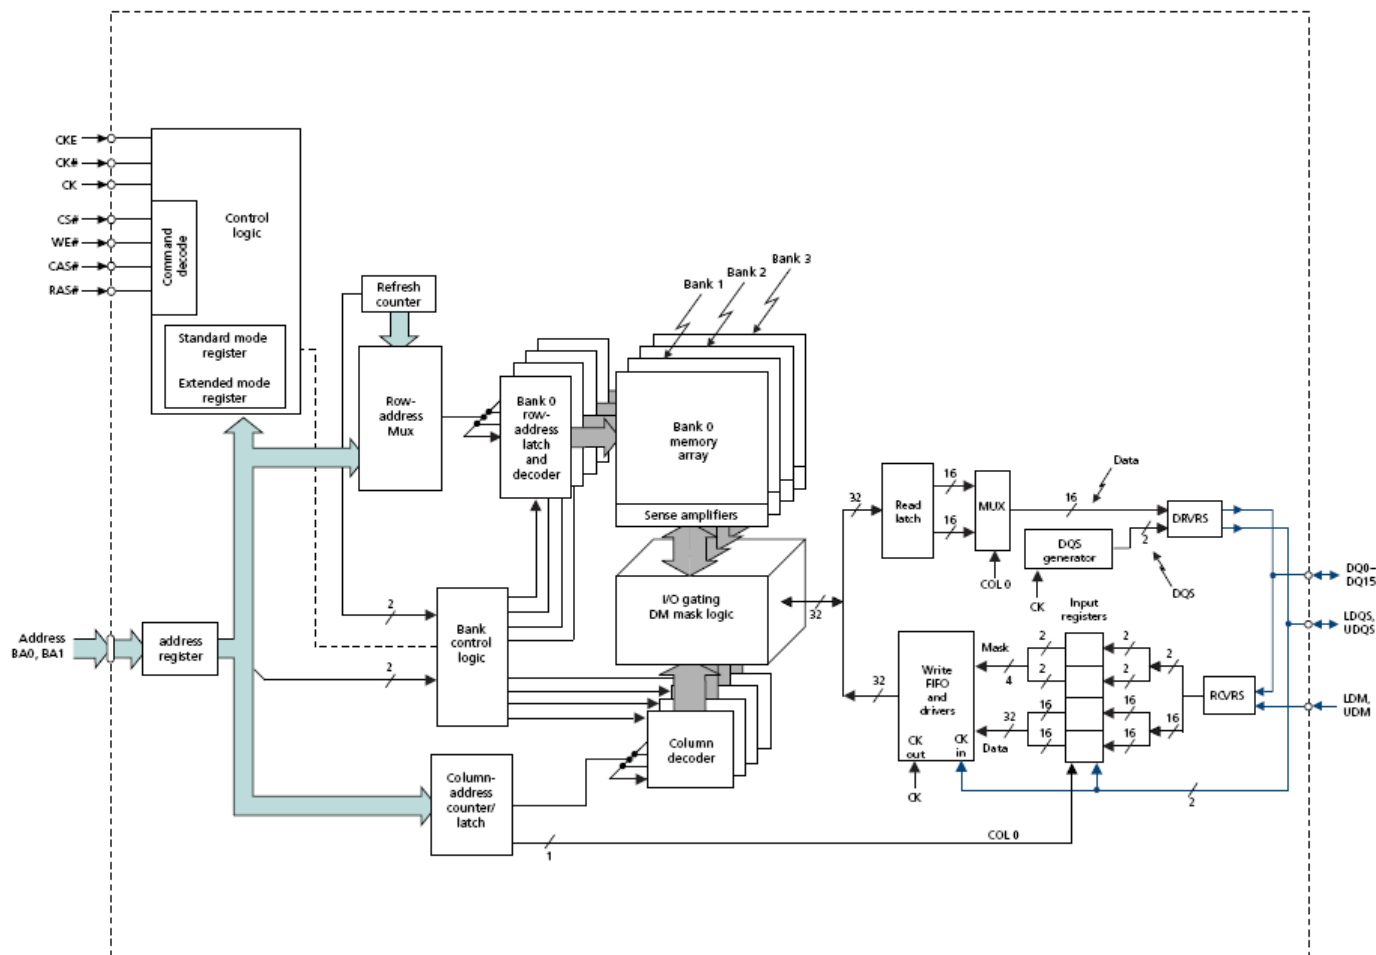 CKE
CK#
CK
CS#
WE#
CAS#
RAS#
Command
decode
Control
logic
Standard mode
register
Extended mode
register
Refresh
counter
Row-
address
Mux
Bank 0
row-
address
latch
and
decoder
Bank 1
Bank 2
Bank 3
Bank 0
memory
array
Sense amplifiers
I/O gating
DM mask logic
32
32
16
16
Read
latch
MUX
COL 0
16
Data
DQS
generator
CK
2
DQS
DRVRS
DQ0–
DQ15
LDQS,
UDQS
LDM,
UDM
Address
BA0, BA1
address
register
2
2
Bank
control
logic
Column
decoder
Column-
address
counter/
latch
1
COL 0
32
Write
FIFO
and
drivers
CK
out
CK
in
CK
Mask
4
32
Data
Input
registers
2
2
16
16
2
2
16
16
2
16
RCVRS
2